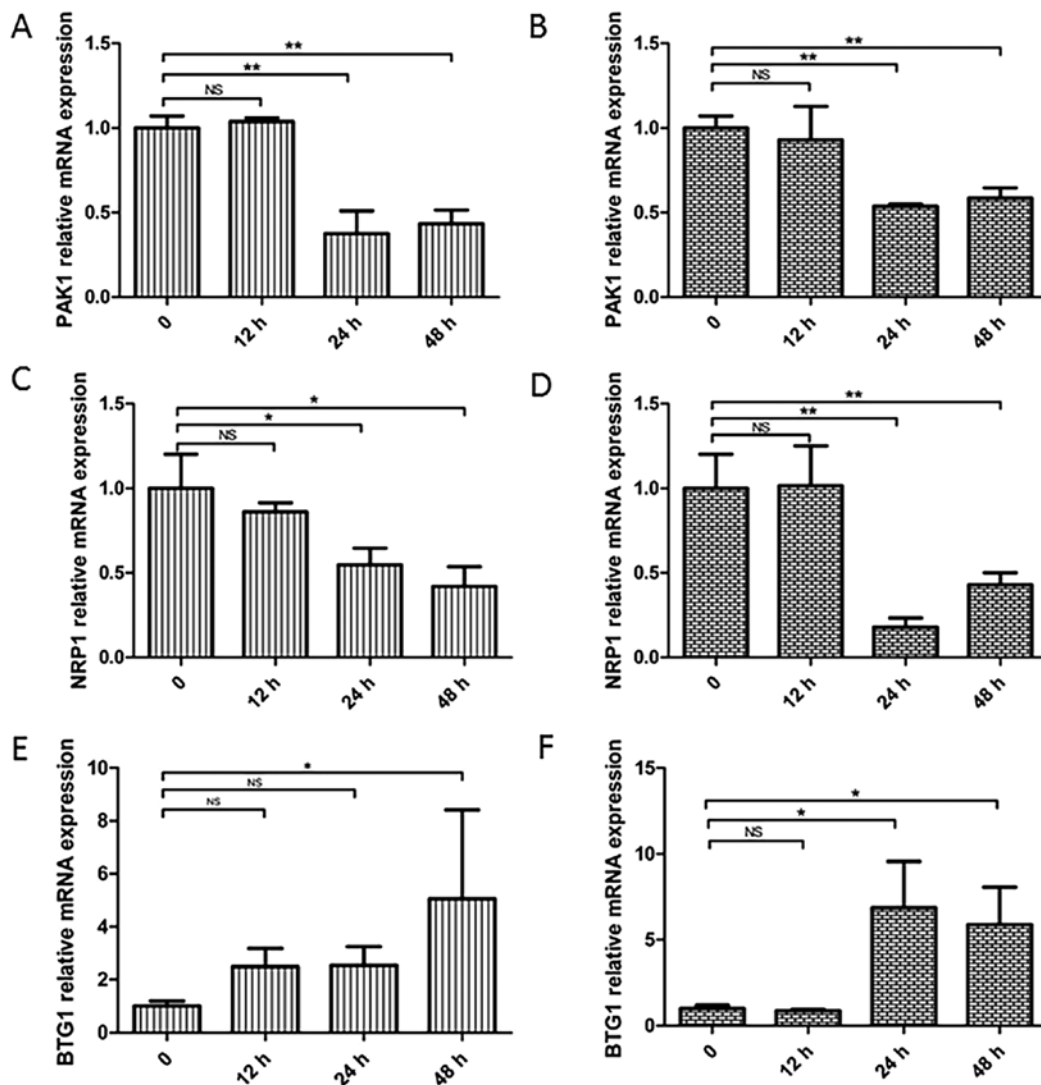 A
PAK1 relative mRNA expression
1.5
1.0
0.5
0.0
**
**
NS
0
12 h
24 h
48 h
B
PAK1 relative mRNA expression
1.5
1.0
0.5
0.0
**
**
NS
0
12 h
24 h
48 h
C
NRP1 relative mRNA expression
1.5
1.0
0.5
0.0
*
*
NS
0
12 h
24 h
48 h
D
NRP1 relative mRNA expression
1.5
1.0
0.5
0.0
**
**
NS
0
12 h
24 h
48 h
E
BTG1 relative mRNA expression
10
8
6
4
2
0
*
NS
NS
0
12 h
24 h
48 h
F
BTG1 relative mRNA expression
15
10
5
0
*
*
NS
0
12 h
24 h
48 h